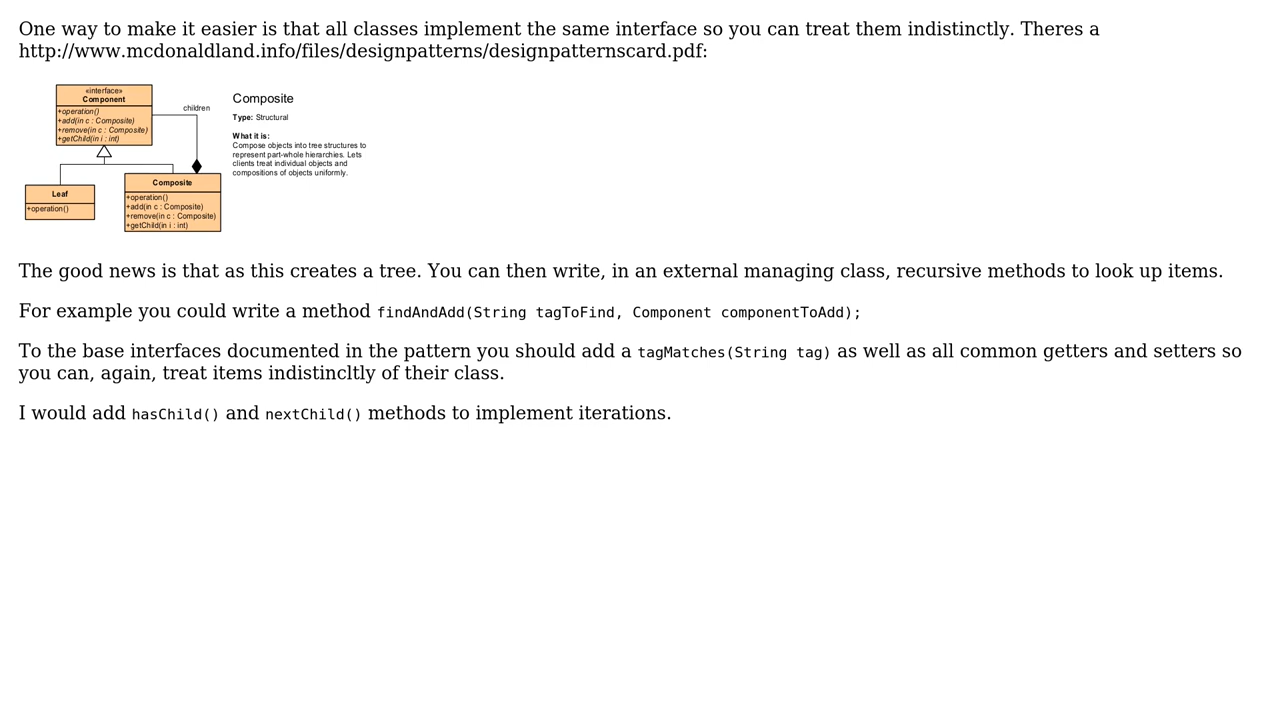 One way to make it easier is that all classes implement the same interface so you can treat them indistinctly. Theres a
http://www.mcdonaldland.info/files/designpatterns/designpatternscard.pdf:
«interface»
Component
+operation()
+add(in c : Composite)
+remove(in c : Composite)
+getChild(in i : int)
children
Leaf
+operation()
Composite
+operation()
+add(in c : Composite)
+remove(in c : Composite)
+getChild(in i : int)
Composite
Type: Structural
What it is:
Compose objects into tree structures to
represent part-whole hierarchies. Lets
clients treat individual objects and
compositions of objects uniformly.
The good news is that as this creates a tree. You can then write, in an external managing class, recursive methods to look up items.
For example you could write a method findAndAdd(String tagToFind, Component componentToAdd);
To the base interfaces documented in the pattern you should add a tagMatches(String tag) as well as all common getters and setters so
you can, again, treat items indistincltly of their class.
I would add hasChild() and nextChild() methods to implement iterations.